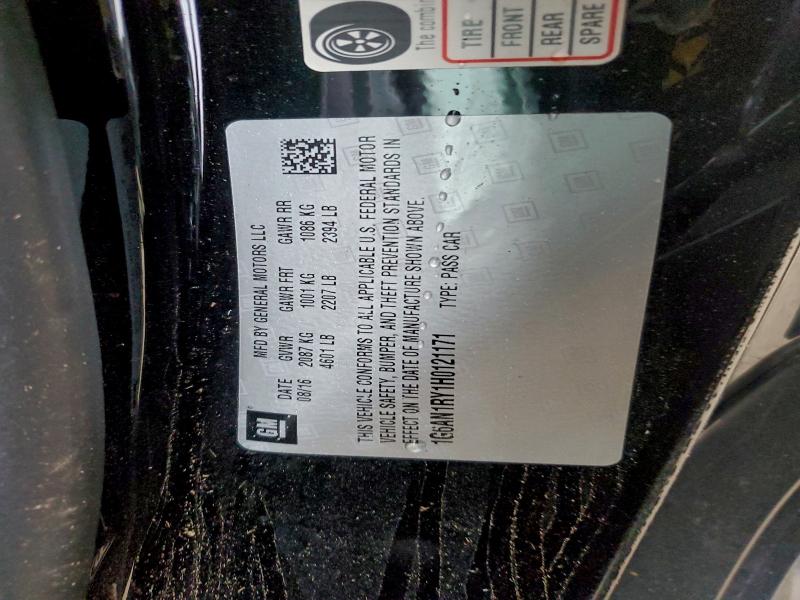 The combin
TIRE
FRONT
REAR
SPARE
GM
MFD BY GENERAL MOTORS LLC
DATE GVWR GAWR FRT GAWR RR
08/16 2087 KG 1001 KG 1086 KG
4601 LB 2207 LB 2394 LB
THIS VEHICLE CONFORMS TO ALL APPLICABLE U.S. FEDERAL MOTOR
VEHICLE SAFETY, BUMPER, AND THEFT PREVENTION STANDARDS IN
EFFECT ON THE DATE OF MANUFACTURE SHOWN ABOVE.
1G6AN1RY1H0121171 TYPE: PASS CAR